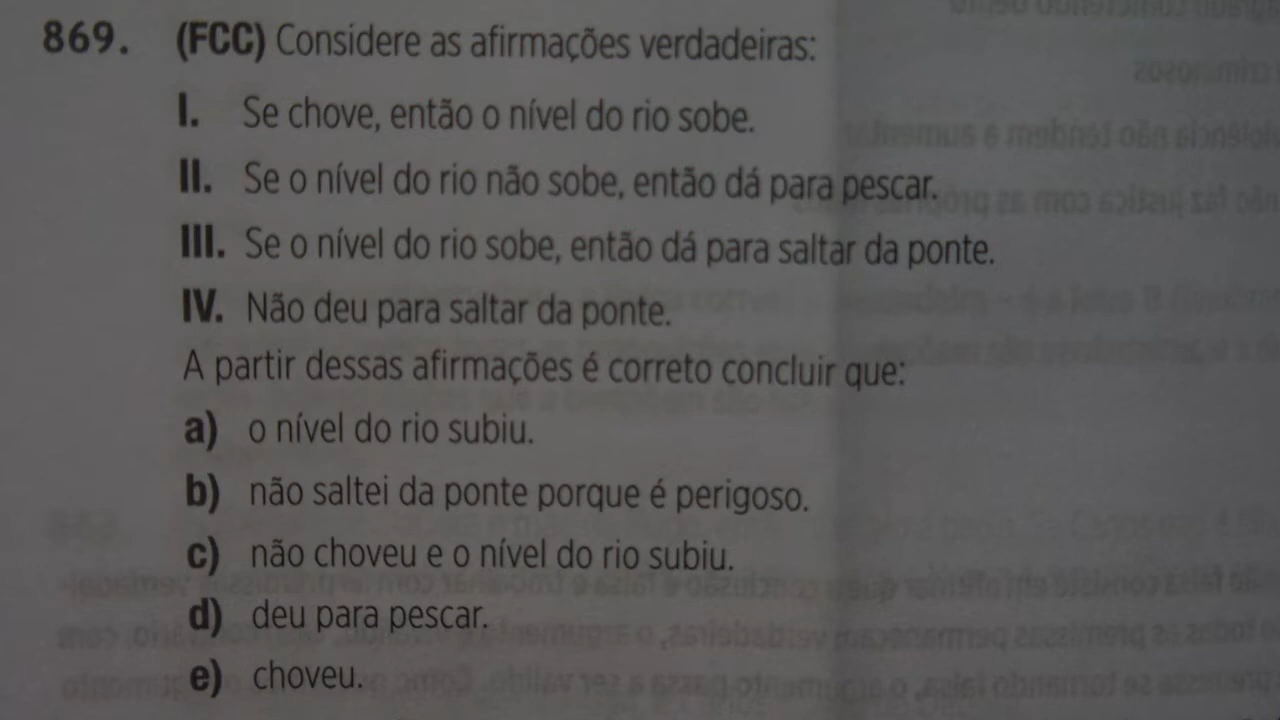 869. (FCC) Considere as afirmações verdadeiras:
I. Se chove, então o nível do rio sobe.
II. Se o nível do rio não sobe, então dá para pescar.
III. Se o nível do rio sobe, então dá para saltar da ponte.
IV. Não deu para saltar da ponte.
A partir dessas afirmações é correto concluir que:
a) o nível do rio subiu.
b) não saltei da ponte porque é perigoso.
c) não choveu e o nível do rio subiu.
d) deu para pescar.
e) choveu.